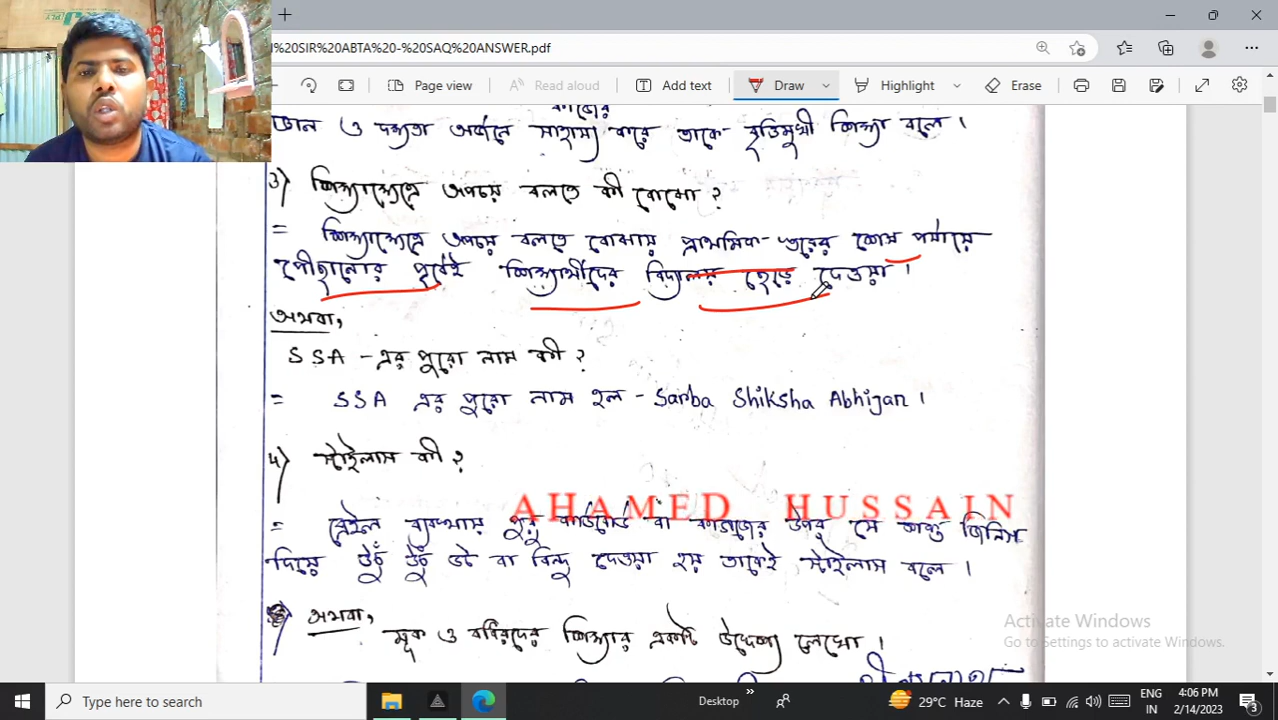 I%20SIR%20ABTA%20-%20SAQ%20ANSWER.pdf
Page view
Read aloud
Add text
Draw
Highlight
Erase
কাজের
জ্ঞান ও দক্ষতা অর্জনে সাহায্য করে তাকে বৃত্তিমুখী শিক্ষা বলে ।
3) শিক্ষাক্ষেত্রে অপচয় বলতে কী বোঝো ?
= শিক্ষাক্ষেত্রে অপচয় বলতে বোঝায় প্রাথমিক-স্তরের শেষ পর্যায়ে
পৌঁছানোর পূর্বেই শিক্ষার্থীদের বিদ্যালয় ছেড়ে দেওয়া ।
অথবা,
SSA -এর পুরো নাম কী ?
= SSA এর পুরো নাম হল - Sarba Shiksha Abhijan ।
4) স্টাইলাস কী ?
AHAMED HUSSAIN
= ব্রেইল ব্যবস্থায় পুরু কার্ডবোর্ড বা কাগজের উপর যে শক্ত জিনিস
দিয়ে উঁচু উঁচু ডট বা বিন্দু দেওয়া হয় তাকেই স্টাইলাস বলে ।
অথবা,
মূক ও বধিরদের শিক্ষার একটি উদ্দেশ্য লেখো ।
Activate Windows
Go to Settings to activate Windows.
Type here to search
Desktop
29°C Haze
ENG
IN
4:06 PM
2/14/2023
3